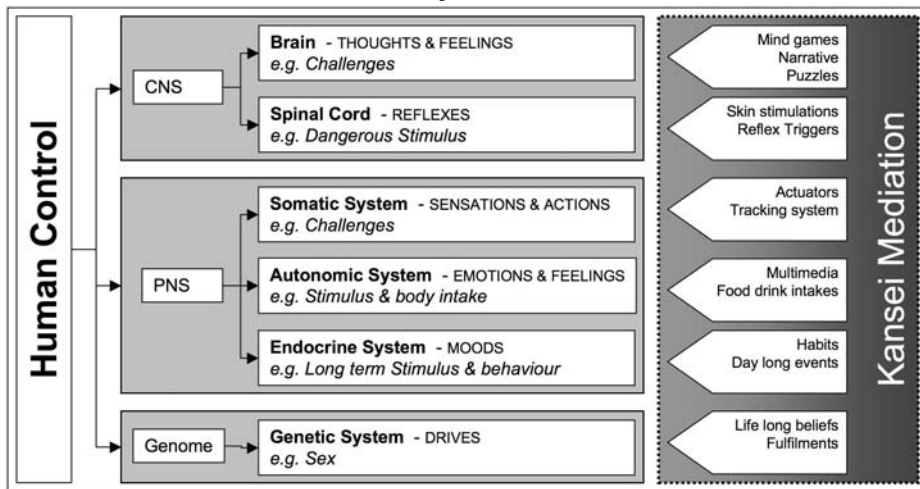 Human Control
CNS
Brain - THOUGHTS & FEELINGS
e.g. Challenges
Spinal Cord - REFLEXES
e.g. Dangerous Stimulus
PNS
Somatic System - SENSATIONS & ACTIONS
e.g. Challenges
Autonomic System - EMOTIONS & FEELINGS
e.g. Stimulus & body intake
Endocrine System - MOODS
e.g. Long term Stimulus & behaviour
Genome
Genetic System - DRIVES
e.g. Sex
Mind games
Narrative
Puzzles
Skin stimulations
Reflex Triggers
Actuators
Tracking system
Multimedia
Food drink intakes
Habits
Day long events
Life long beliefs
Fulfilments
Kansei Mediation